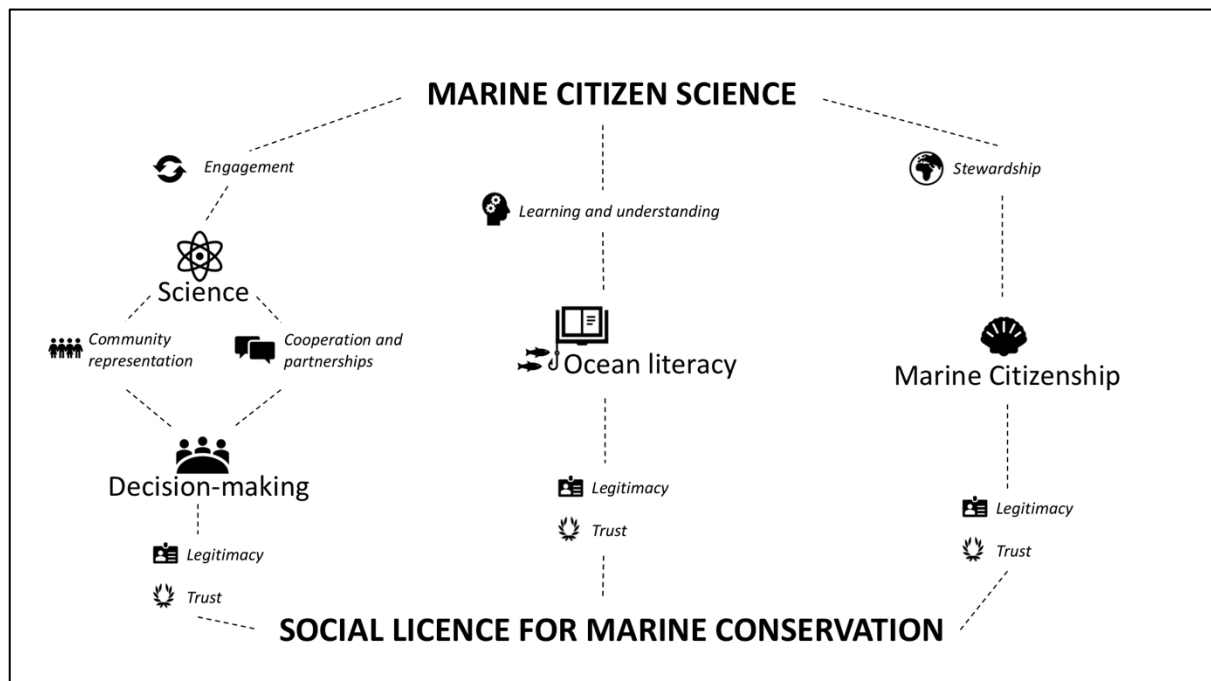 MARINE CITIZEN SCIENCE
Engagement
Stewardship
Learning and understanding
Science
Community
representation
Cooperation and
partnerships
Ocean literacy
Marine Citizenship
Decision-making
Legitimacy
Trust
Legitimacy
Trust
Legitimacy
Trust
SOCIAL LICENCE FOR MARINE CONSERVATION